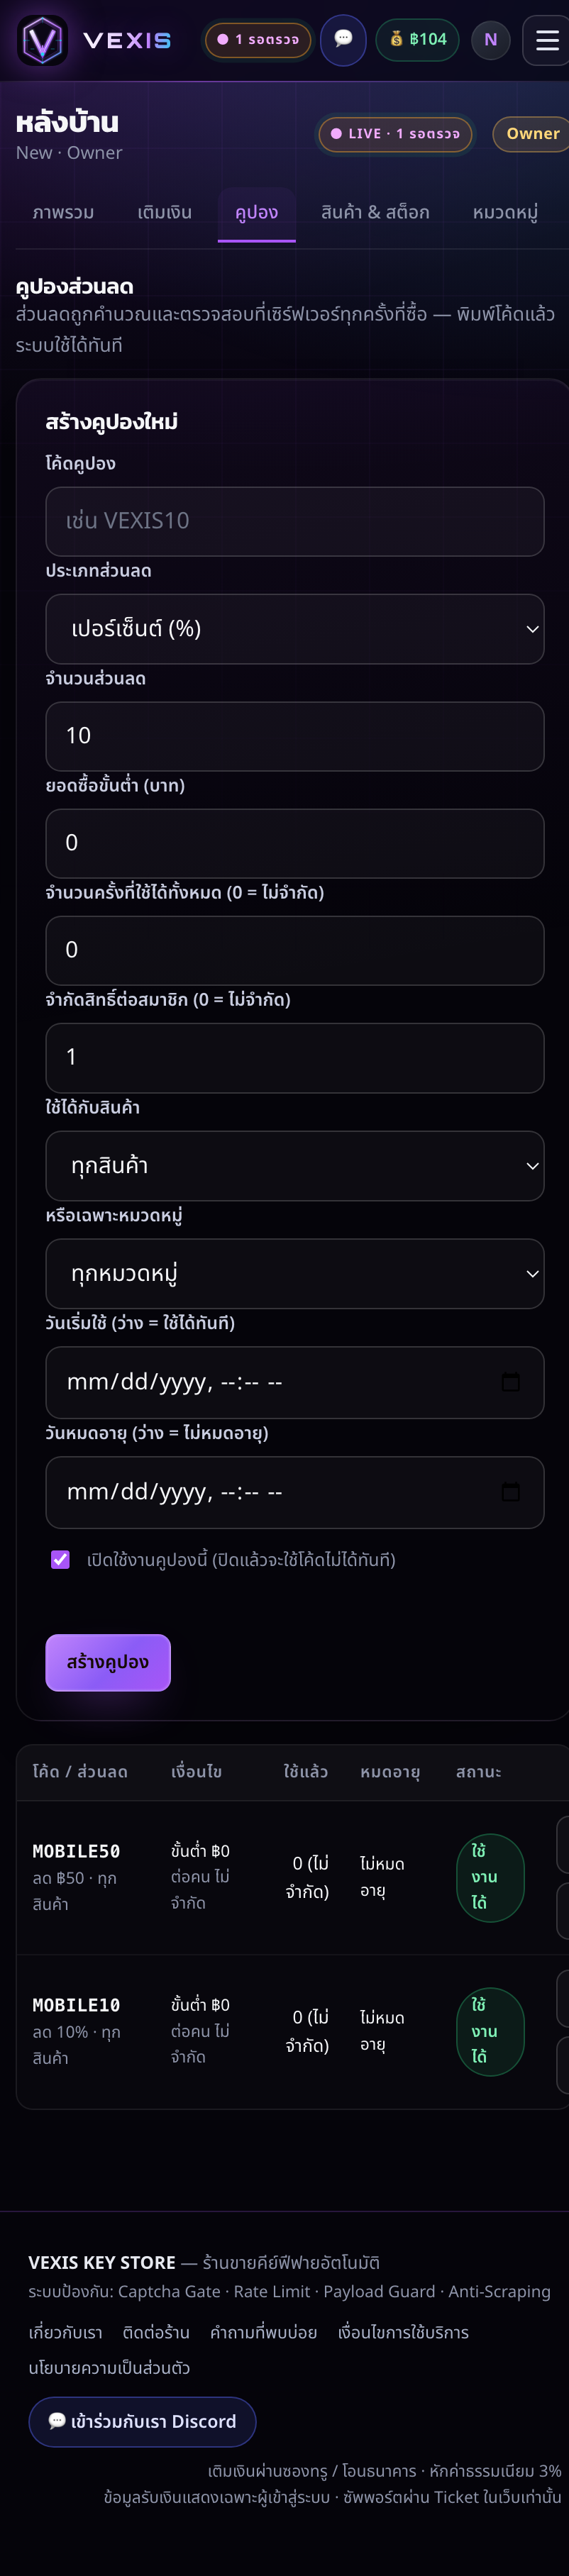 VEXIS
1 รอตรวจ
฿104
N
หลังบ้าน
New · Owner
LIVE · 1 รอตรวจ
Owner
ภาพรวม
เติมเงิน
คูปอง
สินค้า & สต็อก
หมวดหมู่
คูปองส่วนลด
ส่วนลดถูกคำนวณและตรวจสอบที่เซิร์ฟเวอร์ทุกครั้งที่ซื้อ — พิมพ์โค้ดแล้ว
ระบบใช้ได้ทันที
สร้างคูปองใหม่
โค้ดคูปอง
เช่น VEXIS10
ประเภทส่วนลด
เปอร์เซ็นต์ (%)
จำนวนส่วนลด
10
ยอดซื้อขั้นต่ำ (บาท)
0
จำนวนครั้งที่ใช้ได้ทั้งหมด (0 = ไม่จำกัด)
0
จำกัดสิทธิ์ต่อสมาชิก (0 = ไม่จำกัด)
1
ใช้ได้กับสินค้า
ทุกสินค้า
หรือเฉพาะหมวดหมู่
ทุกหมวดหมู่
วันเริ่มใช้ (ว่าง = ใช้ได้ทันที)
mm/dd/yyyy, --:-- --
วันหมดอายุ (ว่าง = ไม่หมดอายุ)
mm/dd/yyyy, --:-- --
เปิดใช้งานคูปองนี้ (ปิดแล้วจะใช้โค้ดไม่ได้ทันที)
สร้างคูปอง
โค้ด / ส่วนลด
เงื่อนไข
ใช้แล้ว
หมดอายุ
สถานะ
MOBILE50
ลด ฿50 · ทุก
สินค้า
ขั้นต่ำ ฿0
ต่อคน ไม่
จำกัด
0 (ไม่
จำกัด)
ไม่หมด
อายุ
ใช้
งาน
ได้
MOBILE10
ลด 10% · ทุก
สินค้า
ขั้นต่ำ ฿0
ต่อคน ไม่
จำกัด
0 (ไม่
จำกัด)
ไม่หมด
อายุ
ใช้
งาน
ได้
VEXIS KEY STORE — ร้านขายคีย์ฟีฟายอัตโนมัติ
ระบบป้องกัน: Captcha Gate · Rate Limit · Payload Guard · Anti-Scraping
เกี่ยวกับเรา
ติดต่อร้าน
คำถามที่พบบ่อย
เงื่อนไขการใช้บริการ
นโยบายความเป็นส่วนตัว
เข้าร่วมกับเรา Discord
เติมเงินผ่านซองทรู / โอนธนาคาร · หักค่าธรรมเนียม 3%
ข้อมูลรับเงินแสดงเฉพาะผู้เข้าสู่ระบบ · ซัพพอร์ตผ่าน Ticket ในเว็บเท่านั้น